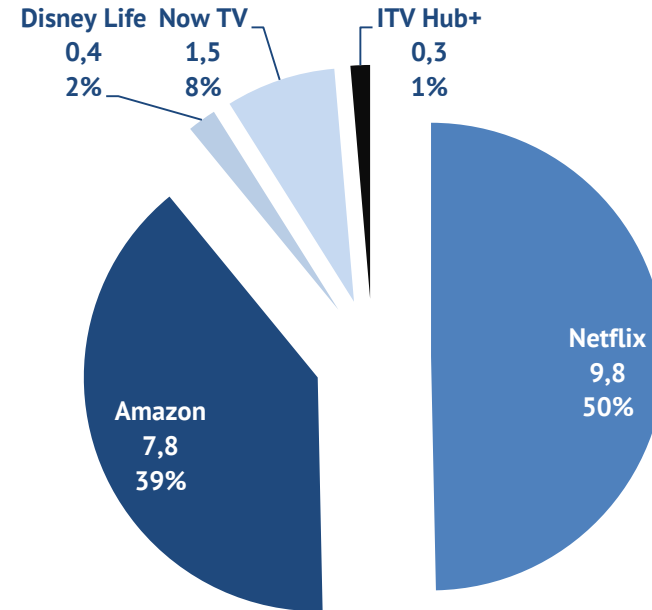 Disney Life
0,4
2%
Now TV
1,5
8%
ITV Hub+
0,3
1%
Netflix
9,8
50%
Amazon
7,8
39%